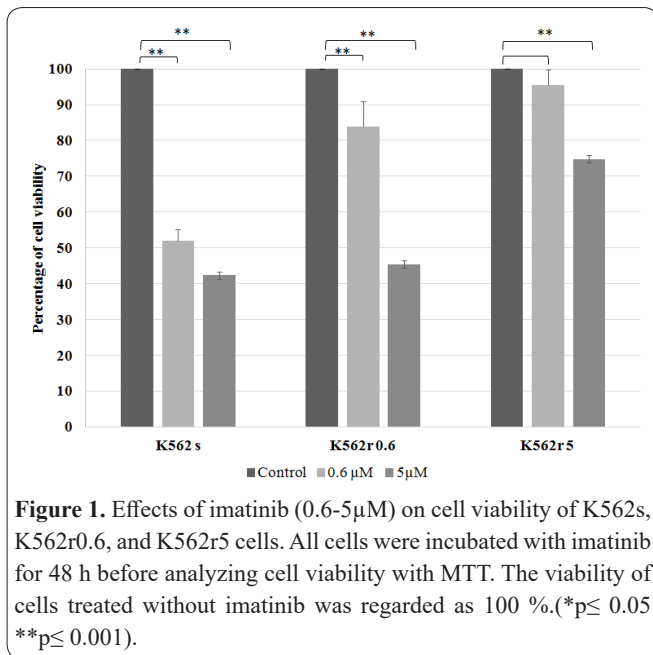 ** ** **
** **
100
90
80
70
60
50
40
30
20
10
0
Percentage of cell viability
K562 s K562r 0.6 K562r 5
Control 0.6 µM 5µM
Figure 1. Effects of imatinib (0.6-5µM) on cell viability of K562s,
K562r0.6, and K562r5 cells. All cells were incubated with imatinib
for 48 h before analyzing cell viability with MTT. The viability of
cells treated without imatinib was regarded as 100 %.(*p≤ 0.05
**p≤ 0.001).